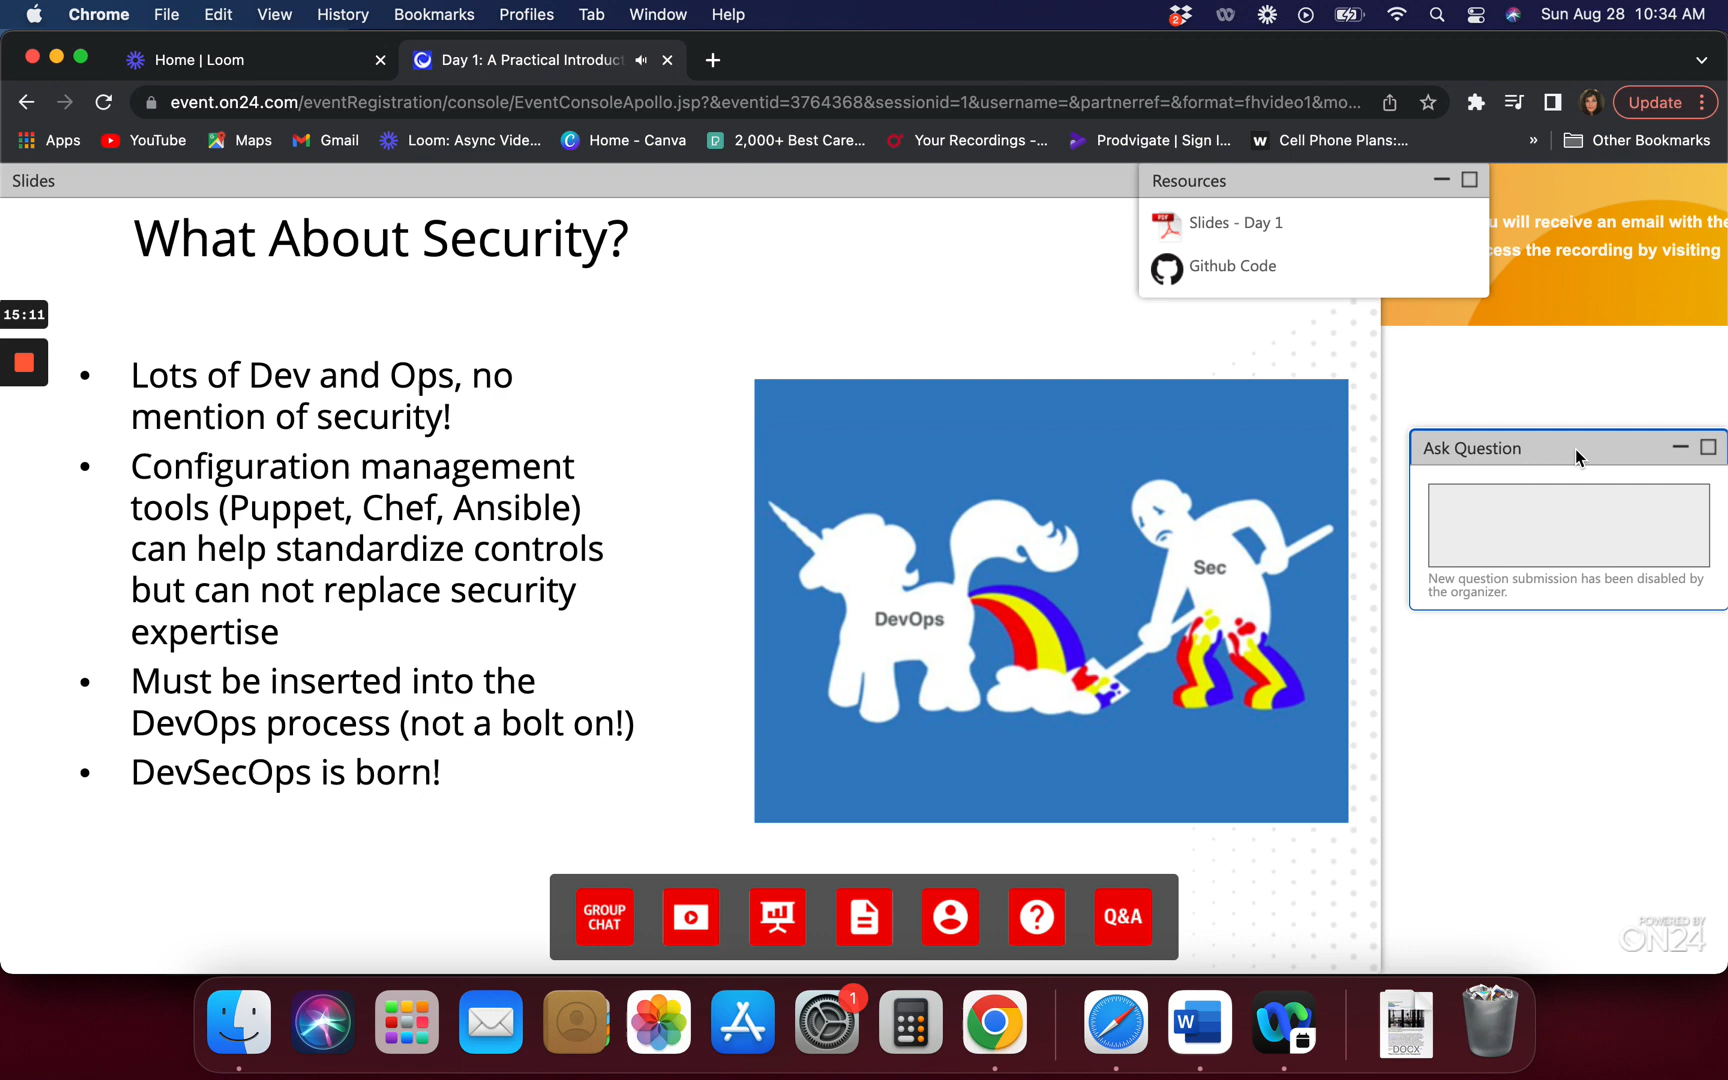 Chrome File Edit View History Bookmarks Profiles Tab Window Help
2
Sun Aug 28 10:34 AM
Home | Loom
Day 1: A Practical Introduct
event.on24.com/eventRegistration/console/EventConsoleApollo.jsp?&eventid=3764368&sessionid=1&username=&partnerref=&format=fhvideo1&mo...
Update
Apps YouTube Maps Gmail Loom: Async Vide... Home - Canva 2,000+ Best Care... Your Recordings -... Prodvigate | Sign I... Cell Phone Plans:... » Other Bookmarks
Slides
Resources
Slides - Day 1
Github Code
u will receive an email with the
cess the recording by visiting
What About Security?
15:11
• Lots of Dev and Ops, no
mention of security!
• Configuration management
tools (Puppet, Chef, Ansible)
can help standardize controls
but can not replace security
expertise
• Must be inserted into the
DevOps process (not a bolt on!)
• DevSecOps is born!
DevOps
Sec
Ask Question
New question submission has been disabled by
the organizer.
GROUP
CHAT
Q&A
POWERED BY
ON24
1
W
DOCX